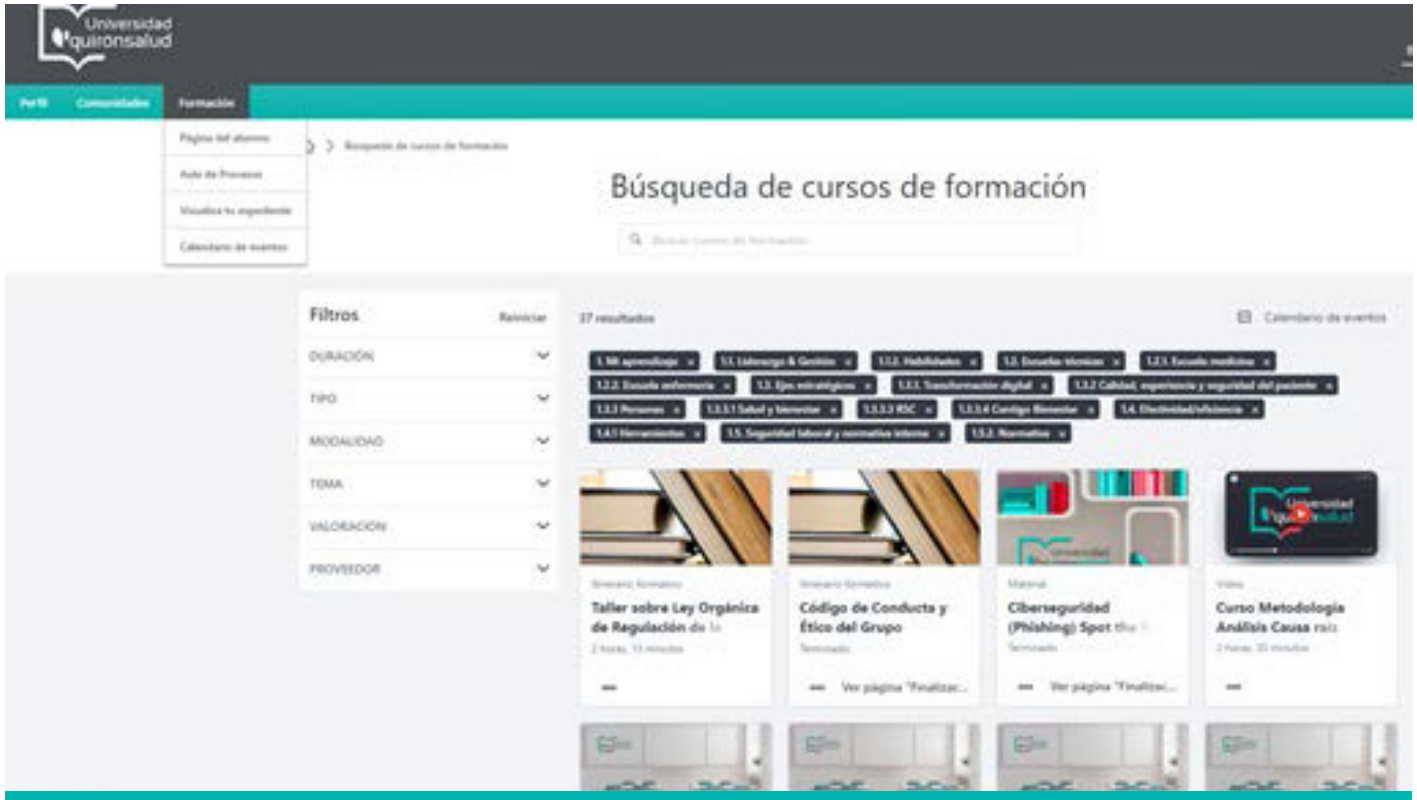 Universidad
quironsalud
Perfil Comunidades Formación
Página del alumno
Aula de Procesos
Visualiza tu expediente
Calendario de eventos
Búsqueda de cursos de formación
Búsqueda de cursos de formación
Buscar cursos de formación
Filtros Reiniciar
DURACIÓN
TIPO
MODALIDAD
TEMA
VALORACIÓN
PROVEEDOR
37 resultados Calendario de eventos
1. Mi aprendizaje x 1.1. Liderazgo & Gestión x 1.1.2. Habilidades x 1.2. Escuelas técnicas x 1.2.1. Escuela medicina x
1.2.2. Escuela enfermería x 1.3. Ejes estratégicos x 1.3.1. Transformación digital x 1.3.2 Calidad, experiencia y seguridad del paciente x
1.3.3 Personas x 1.3.3.1 Salud y bienestar x 1.3.3.3 RSC x 1.3.3.4 Contigo Bienestar x 1.4. Efectividad/eficiencia x
1.4.1 Herramientas x 1.5. Seguridad laboral y normativa interna x 1.5.2. Normativa x
Itinerario formativo
Taller sobre Ley Orgánica
de Regulación de la
2 horas, 15 minutos
Itinerario formativo
Código de Conducta y
Ético del Grupo
Terminado
Ver página "Finalizac...
Universidad
Material
Ciberseguridad
(Phishing) Spot the
Terminado
Ver página "Finalizac...
Universidad
quironsalud
Vídeo
Curso Metodología
Análisis Causa raíz
2 horas, 30 minutos